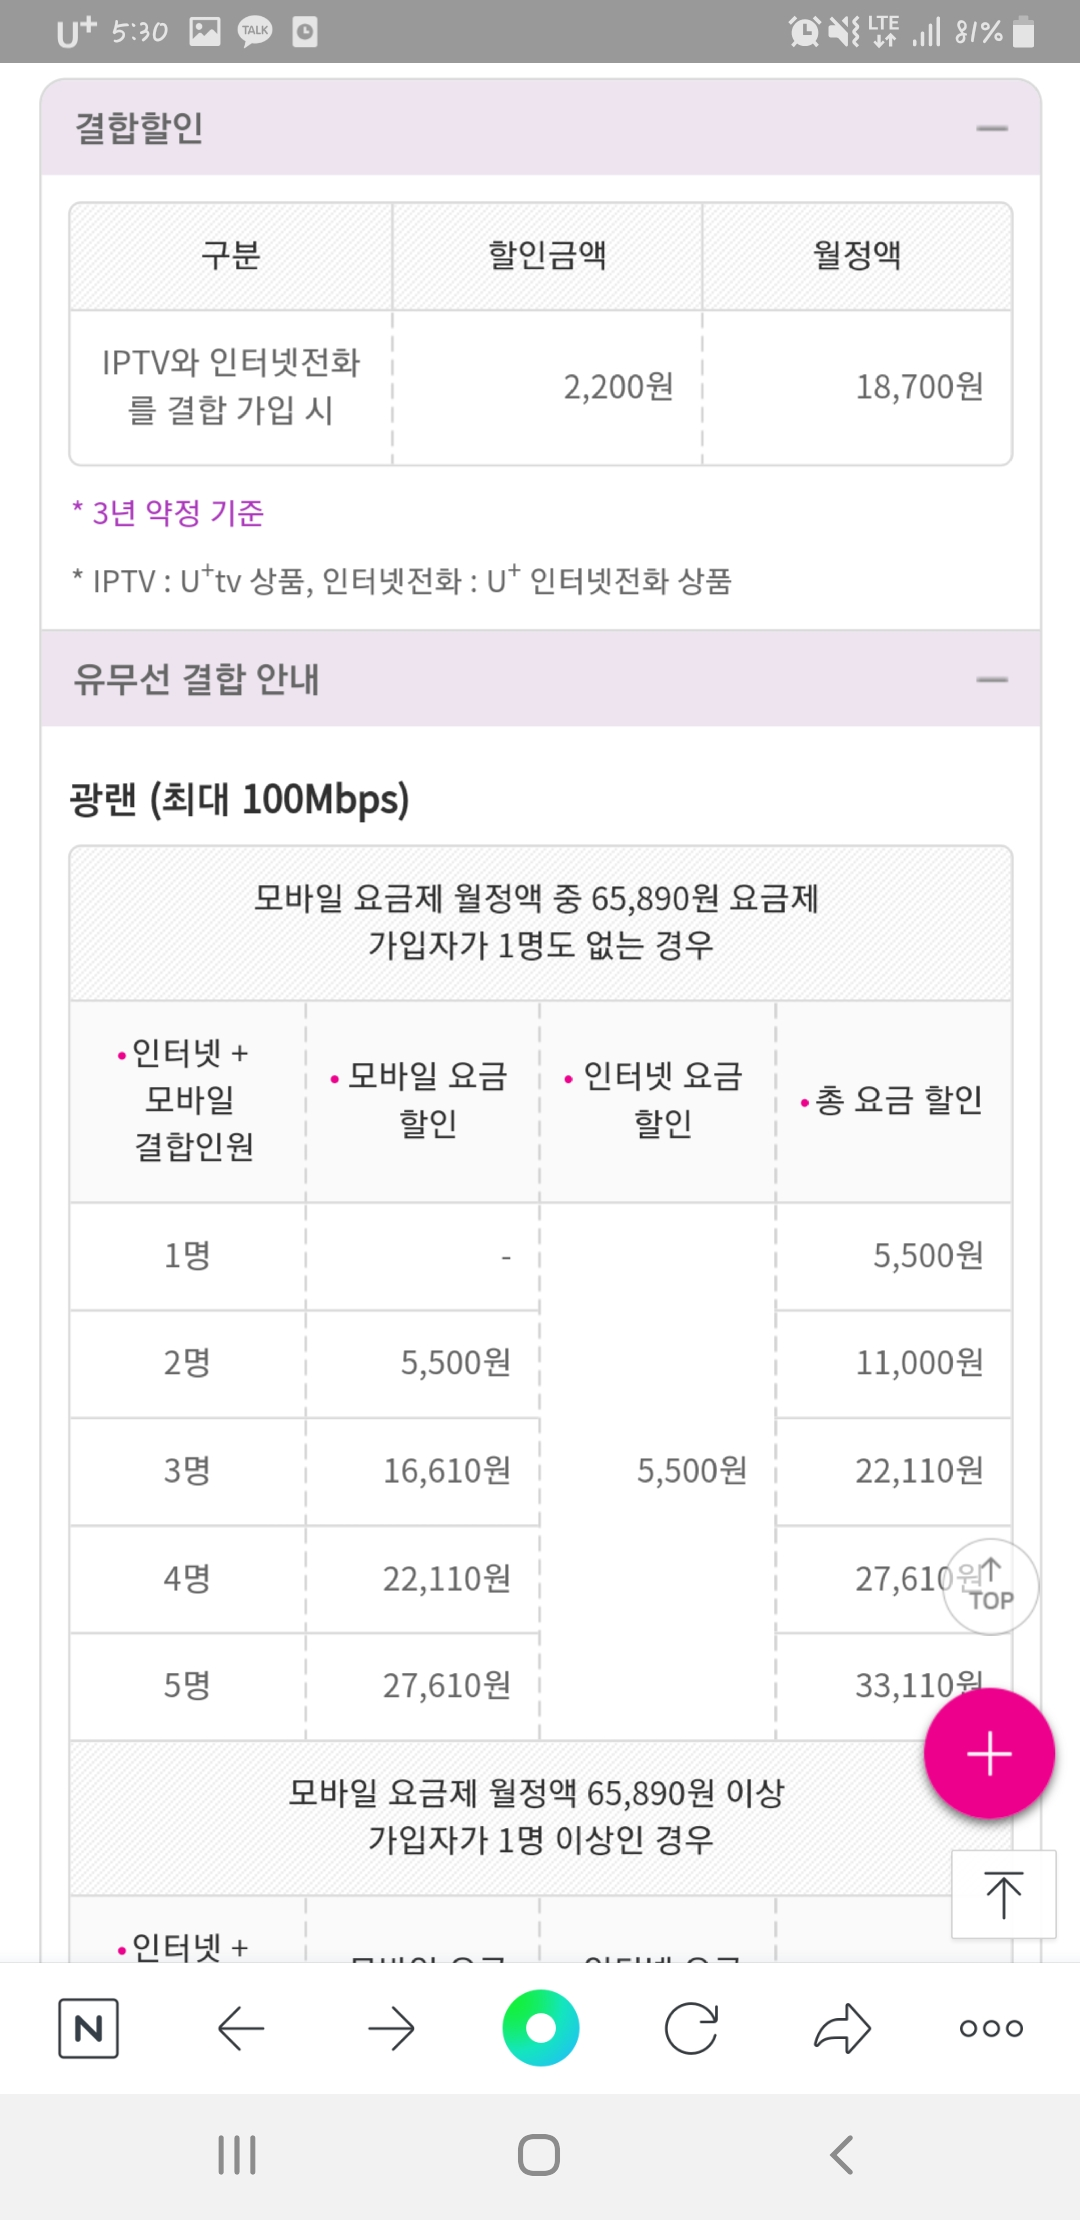 U+ 5:30 TALK LTE 81%
결합할인
구분 할인금액 월정액
IPTV와 인터넷전화
를 결합 가입 시
2,200원 18,700원
* 3년 약정 기준
* IPTV : U+tv 상품, 인터넷전화 : U+ 인터넷전화 상품
유무선 결합 안내
광랜 (최대 100Mbps)
모바일 요금제 월정액 중 65,890원 요금제
가입자가 1명도 없는 경우
•인터넷 +
모바일
결합인원
• 모바일 요금
할인
• 인터넷 요금
할인
•총 요금 할인
1명 - 5,500원
2명 5,500원 11,000원
3명 16,610원 5,500원 22,110원
4명 22,110원 27,610원
TOP
5명 27,610원 33,110원
모바일 요금제 월정액 65,890원 이상
가입자가 1명 이상인 경우
•인터넷 +
N